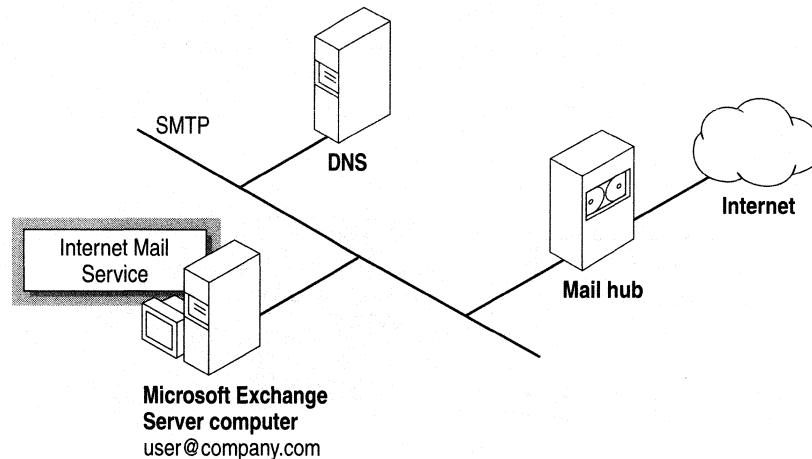 SMTP
DNS
Internet
Internet Mail
Service
Mail hub
Microsoft Exchange
Server computer
user@company.com